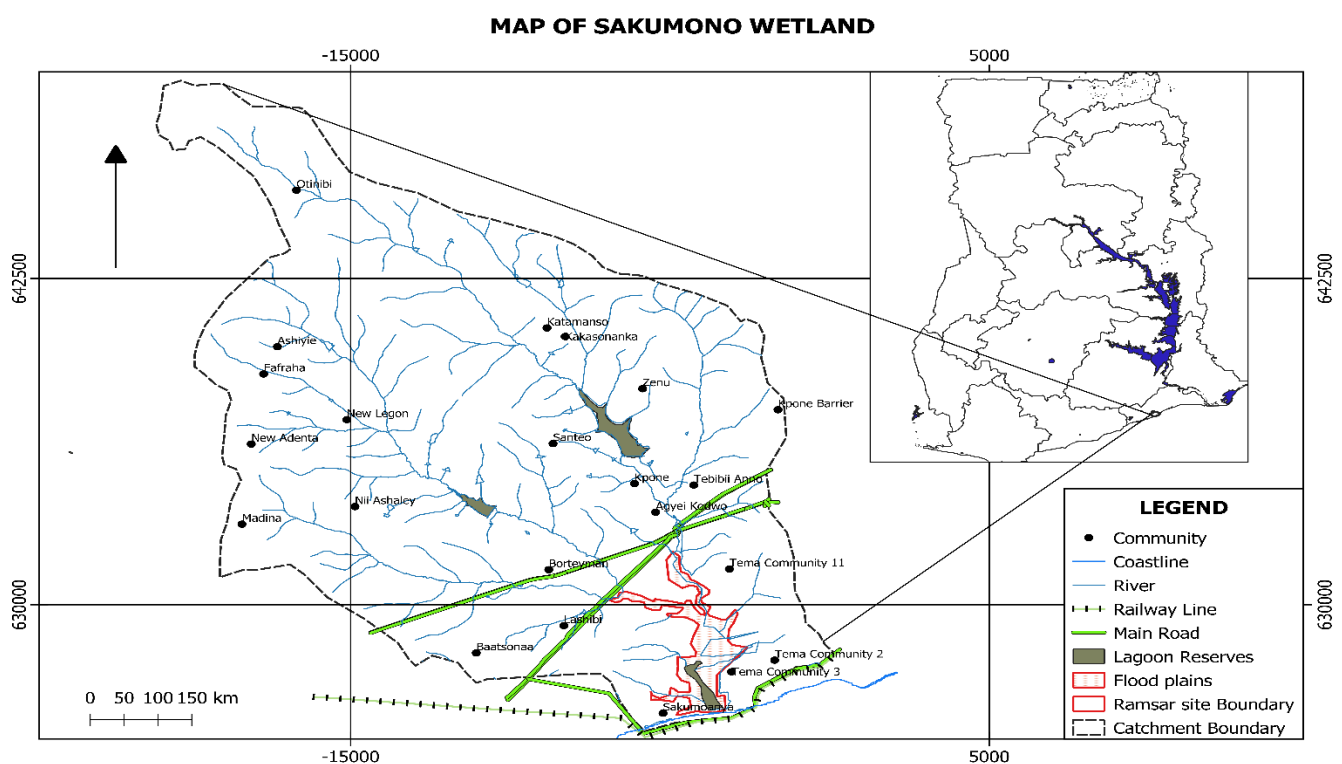 MAP OF SAKUMONO WETLAND
-15000
5000
Otinibi
642500
642500
Katamanso
Kakasonanka
Ashiyie
Fafraha
Zenu
Kpone Barrier
New Legon
New Adenta
Santeo
Kpone
Tebibii Anno
Nii Ashaley
Agyei Kodwo
Madina
Borteyman
Tema Community 11
630000
630000
Lashibi
Baatsonaa
Tema Community 2
Tema Community 3
Sakumoanya
0 50 100 150 km
LEGEND
Community
Coastline
River
Railway Line
Main Road
Lagoon Reserves
Flood plains
Ramsar site Boundary
Catchment Boundary
-15000
5000